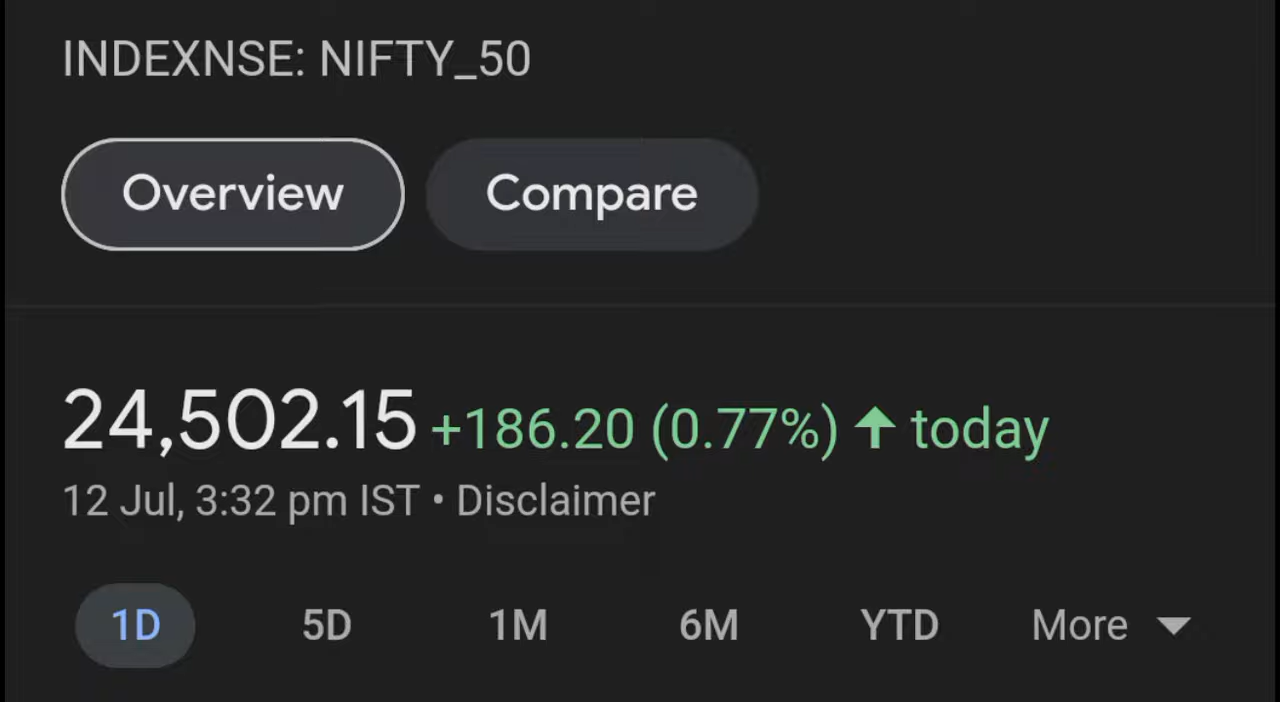 INDEXNSE: NIFTY_50
Overview Compare
24,502.15 +186.20 (0.77%) ↑ today
12 Jul, 3:32 pm IST • Disclaimer
1D 5D 1M 6M YTD More